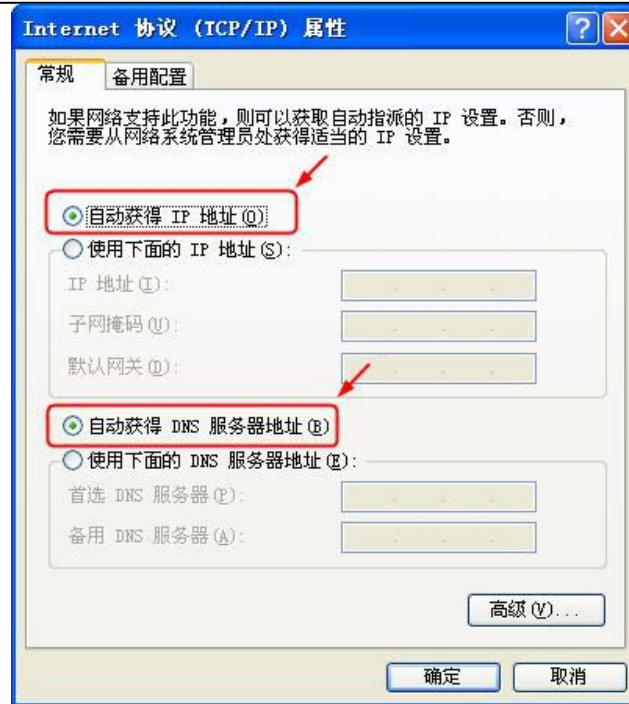 Internet 协议 (TCP/IP) 属性
常规 备用配置
如果网络支持此功能，则可以获取自动指派的 IP 设置。否则，
您需要从网络系统管理员处获得适当的 IP 设置。
自动获得 IP 地址(O)
使用下面的 IP 地址(S):
IP 地址(I):
子网掩码(U):
默认网关(D):
自动获得 DNS 服务器地址(B)
使用下面的 DNS 服务器地址(E):
首选 DNS 服务器(P):
备用 DNS 服务器(A):
高级(V)...
确定 取消